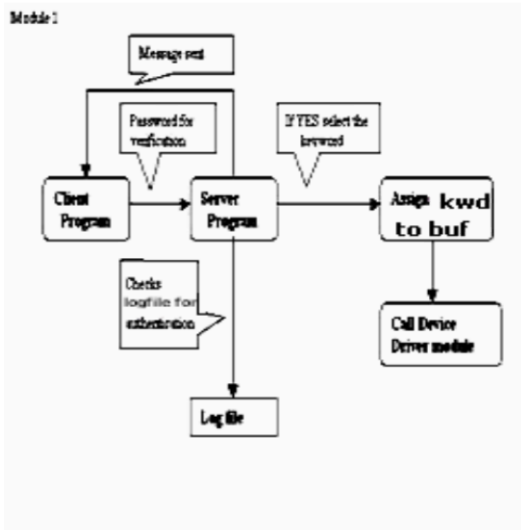 Module 1
Message sent
Password for
verification
If YES select the
keyword
Client
Program
Server
Program
Assign kwd
to buf
Checks
logfile for
authentication
Call Device
Driver module
Log file